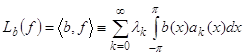 L_b(f) = ⟨b, f⟩ ≡ ∑_{k=0}^{∞} λ_k ∫_{-π}^{π} b(x)a_k(x)dx